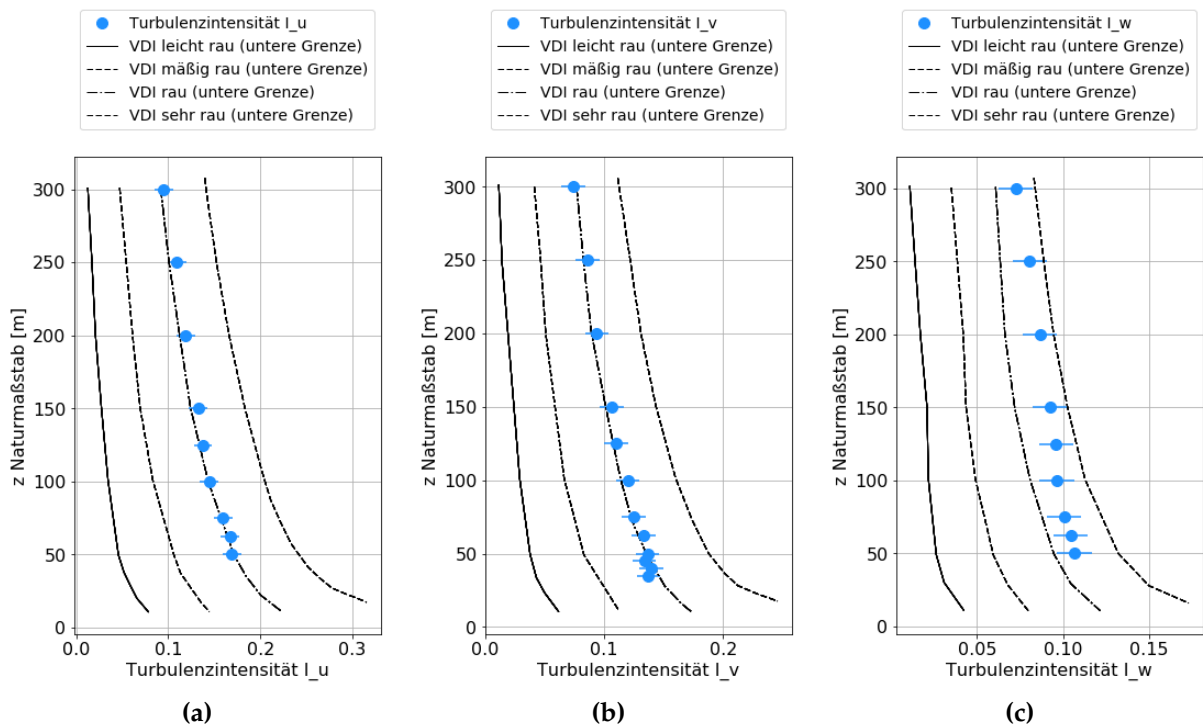 Turbulenzintensität I_u
VDI leicht rau (untere Grenze)
VDI mäßig rau (untere Grenze)
VDI rau (untere Grenze)
VDI sehr rau (untere Grenze)
300
250
200
150
100
50
0
z Naturmaßstab [m]
0.0 0.1 0.2 0.3
Turbulenzintensität I_u
(a)
Turbulenzintensität I_v
VDI leicht rau (untere Grenze)
VDI mäßig rau (untere Grenze)
VDI rau (untere Grenze)
VDI sehr rau (untere Grenze)
300
250
200
150
100
50
0
z Naturmaßstab [m]
0.0 0.1 0.2
Turbulenzintensität I_v
(b)
Turbulenzintensität I_w
VDI leicht rau (untere Grenze)
VDI mäßig rau (untere Grenze)
VDI rau (untere Grenze)
VDI sehr rau (untere Grenze)
300
250
200
150
100
50
0
z Naturmaßstab [m]
0.05 0.10 0.15
Turbulenzintensität I_w
(c)